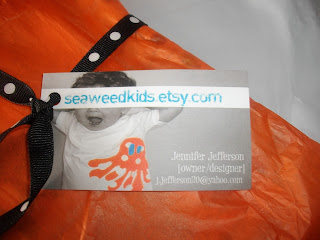 seaweedkids.etsy.com
Jennifer Jefferson
{owner/designer}
j.jefferson20@yahoo.com